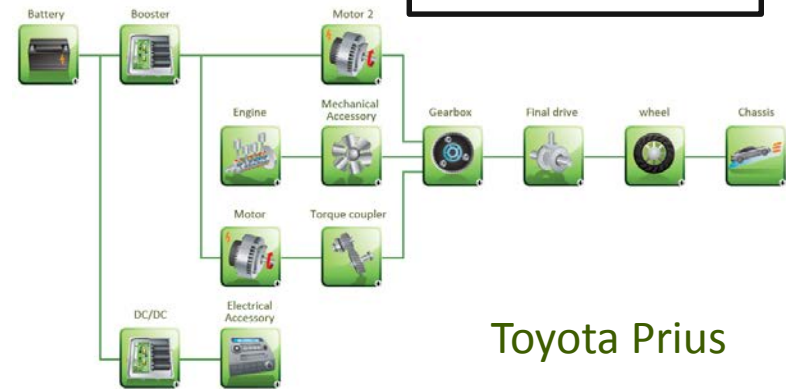 Battery
Booster
Motor 2
Engine
Mechanical
Accessory
Gearbox
Final drive
wheel
Chassis
Motor
Torque coupler
DC/DC
Electrical
Accessory
Toyota Prius